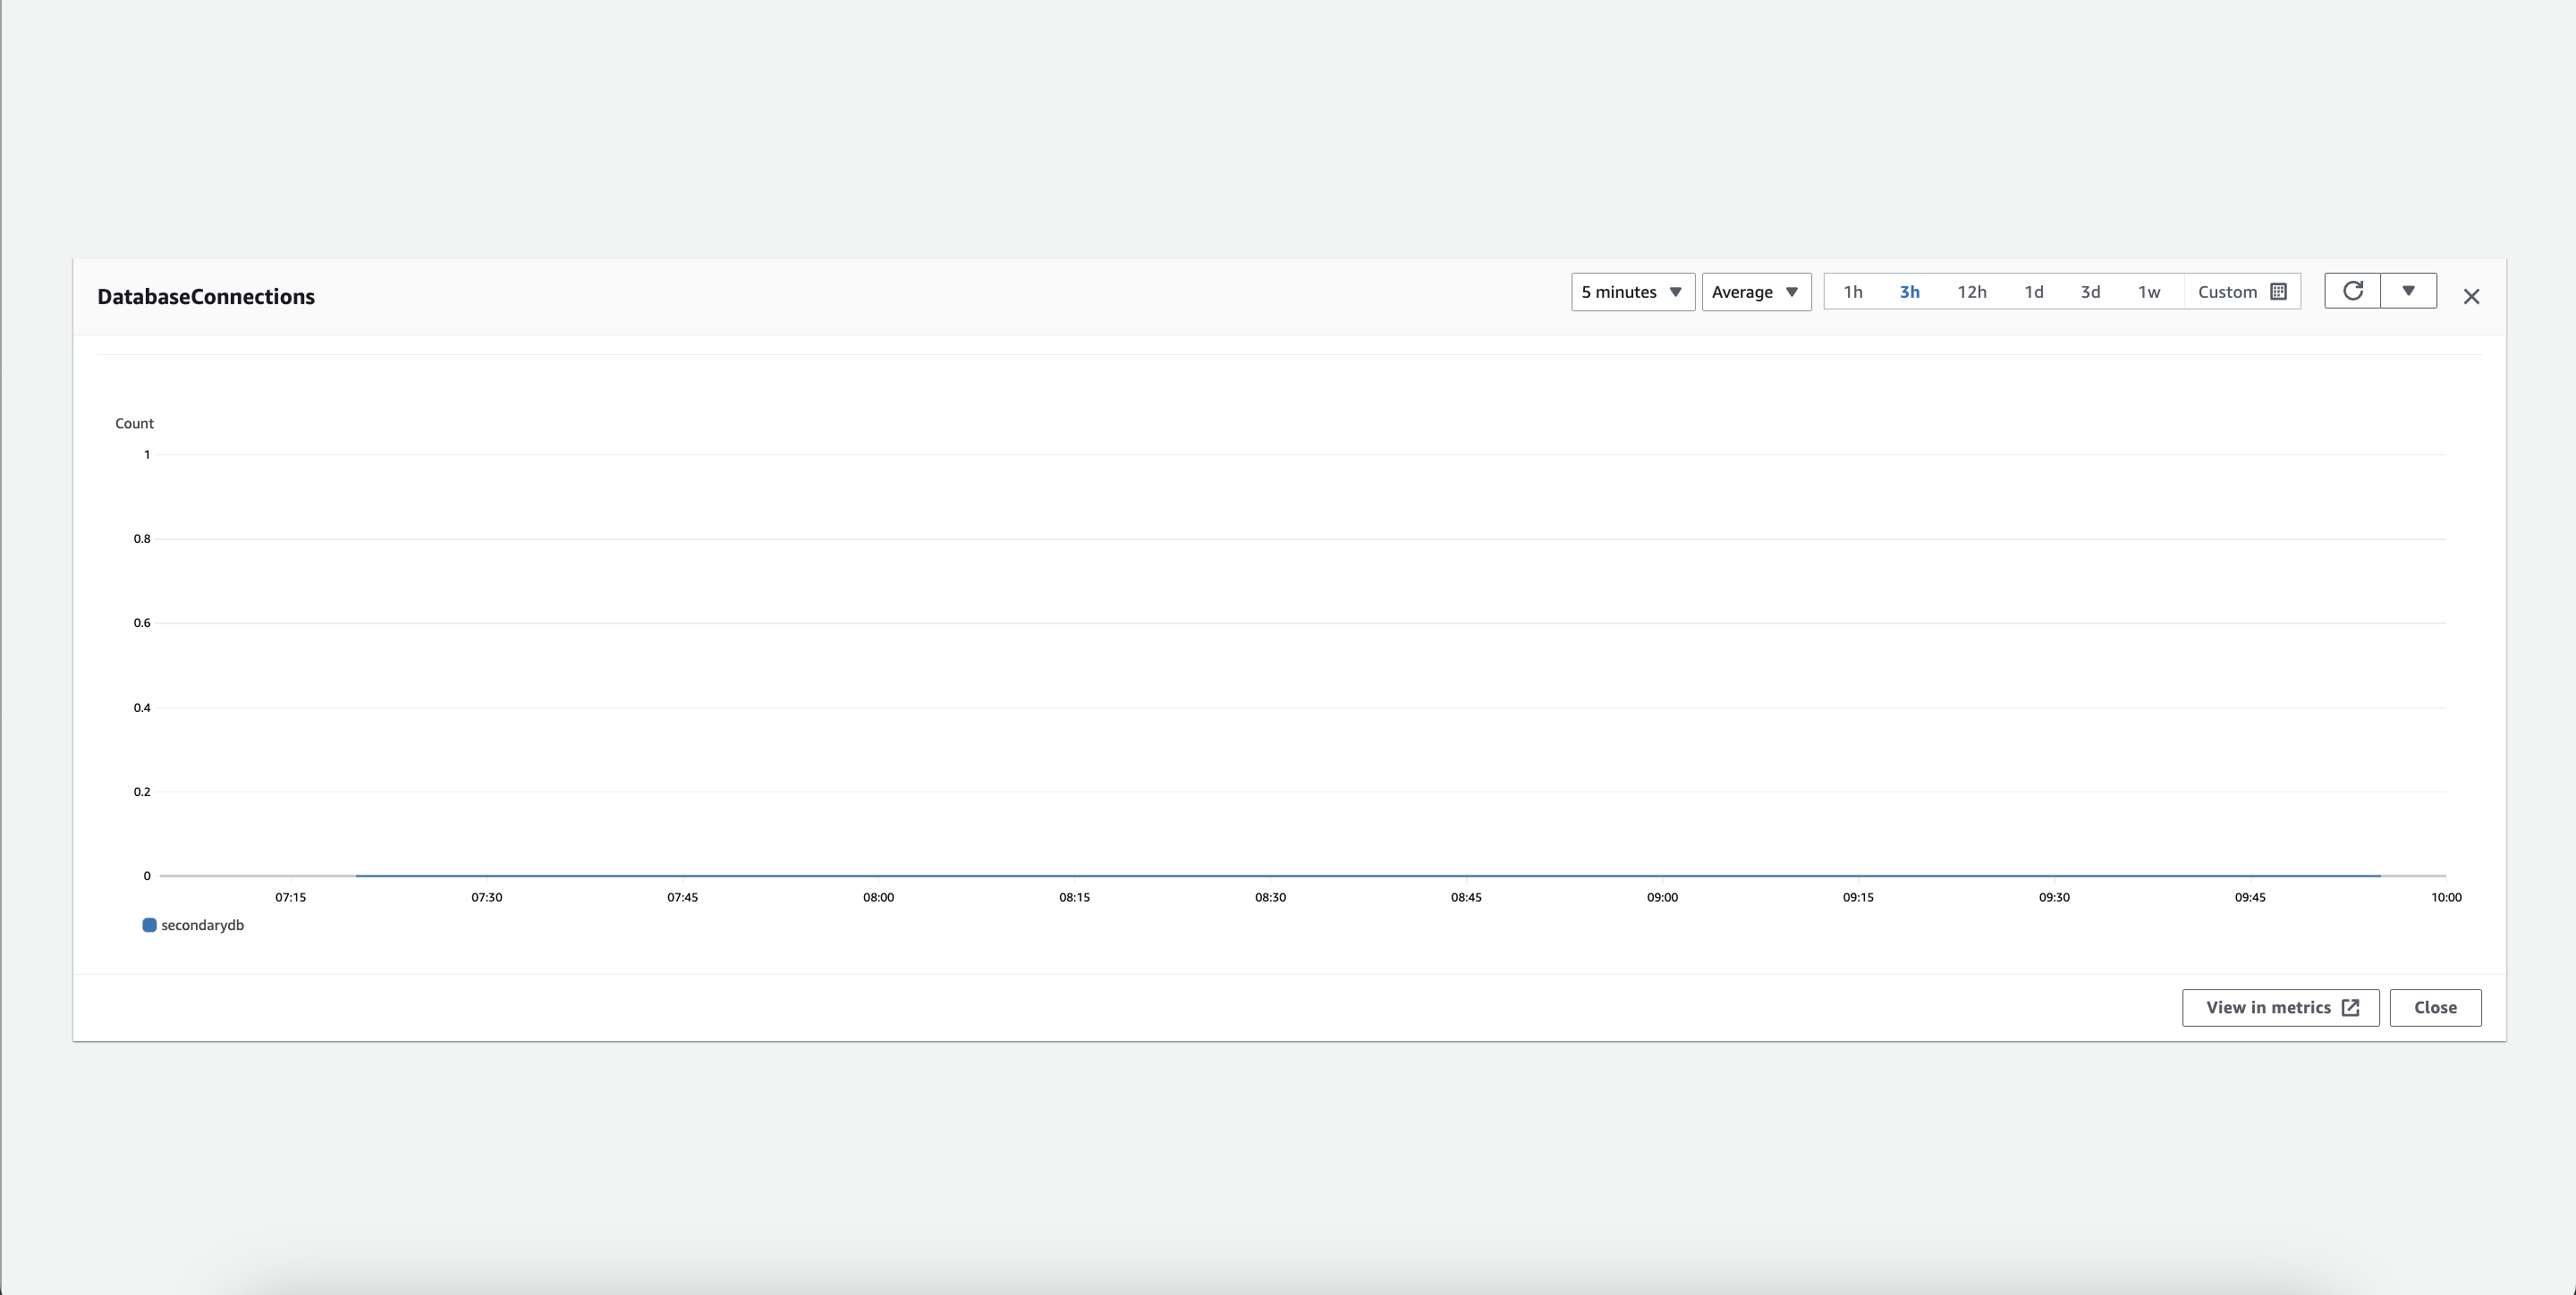 DatabaseConnections
5 minutes Average 1h 3h 12h 1d 3d 1w Custom
Count
1
0.8
0.6
0.4
0.2
0
07:15 07:30 07:45 08:00 08:15 08:30 08:45 09:00 09:15 09:30 09:45 10:00
secondarydb
View in metrics Close